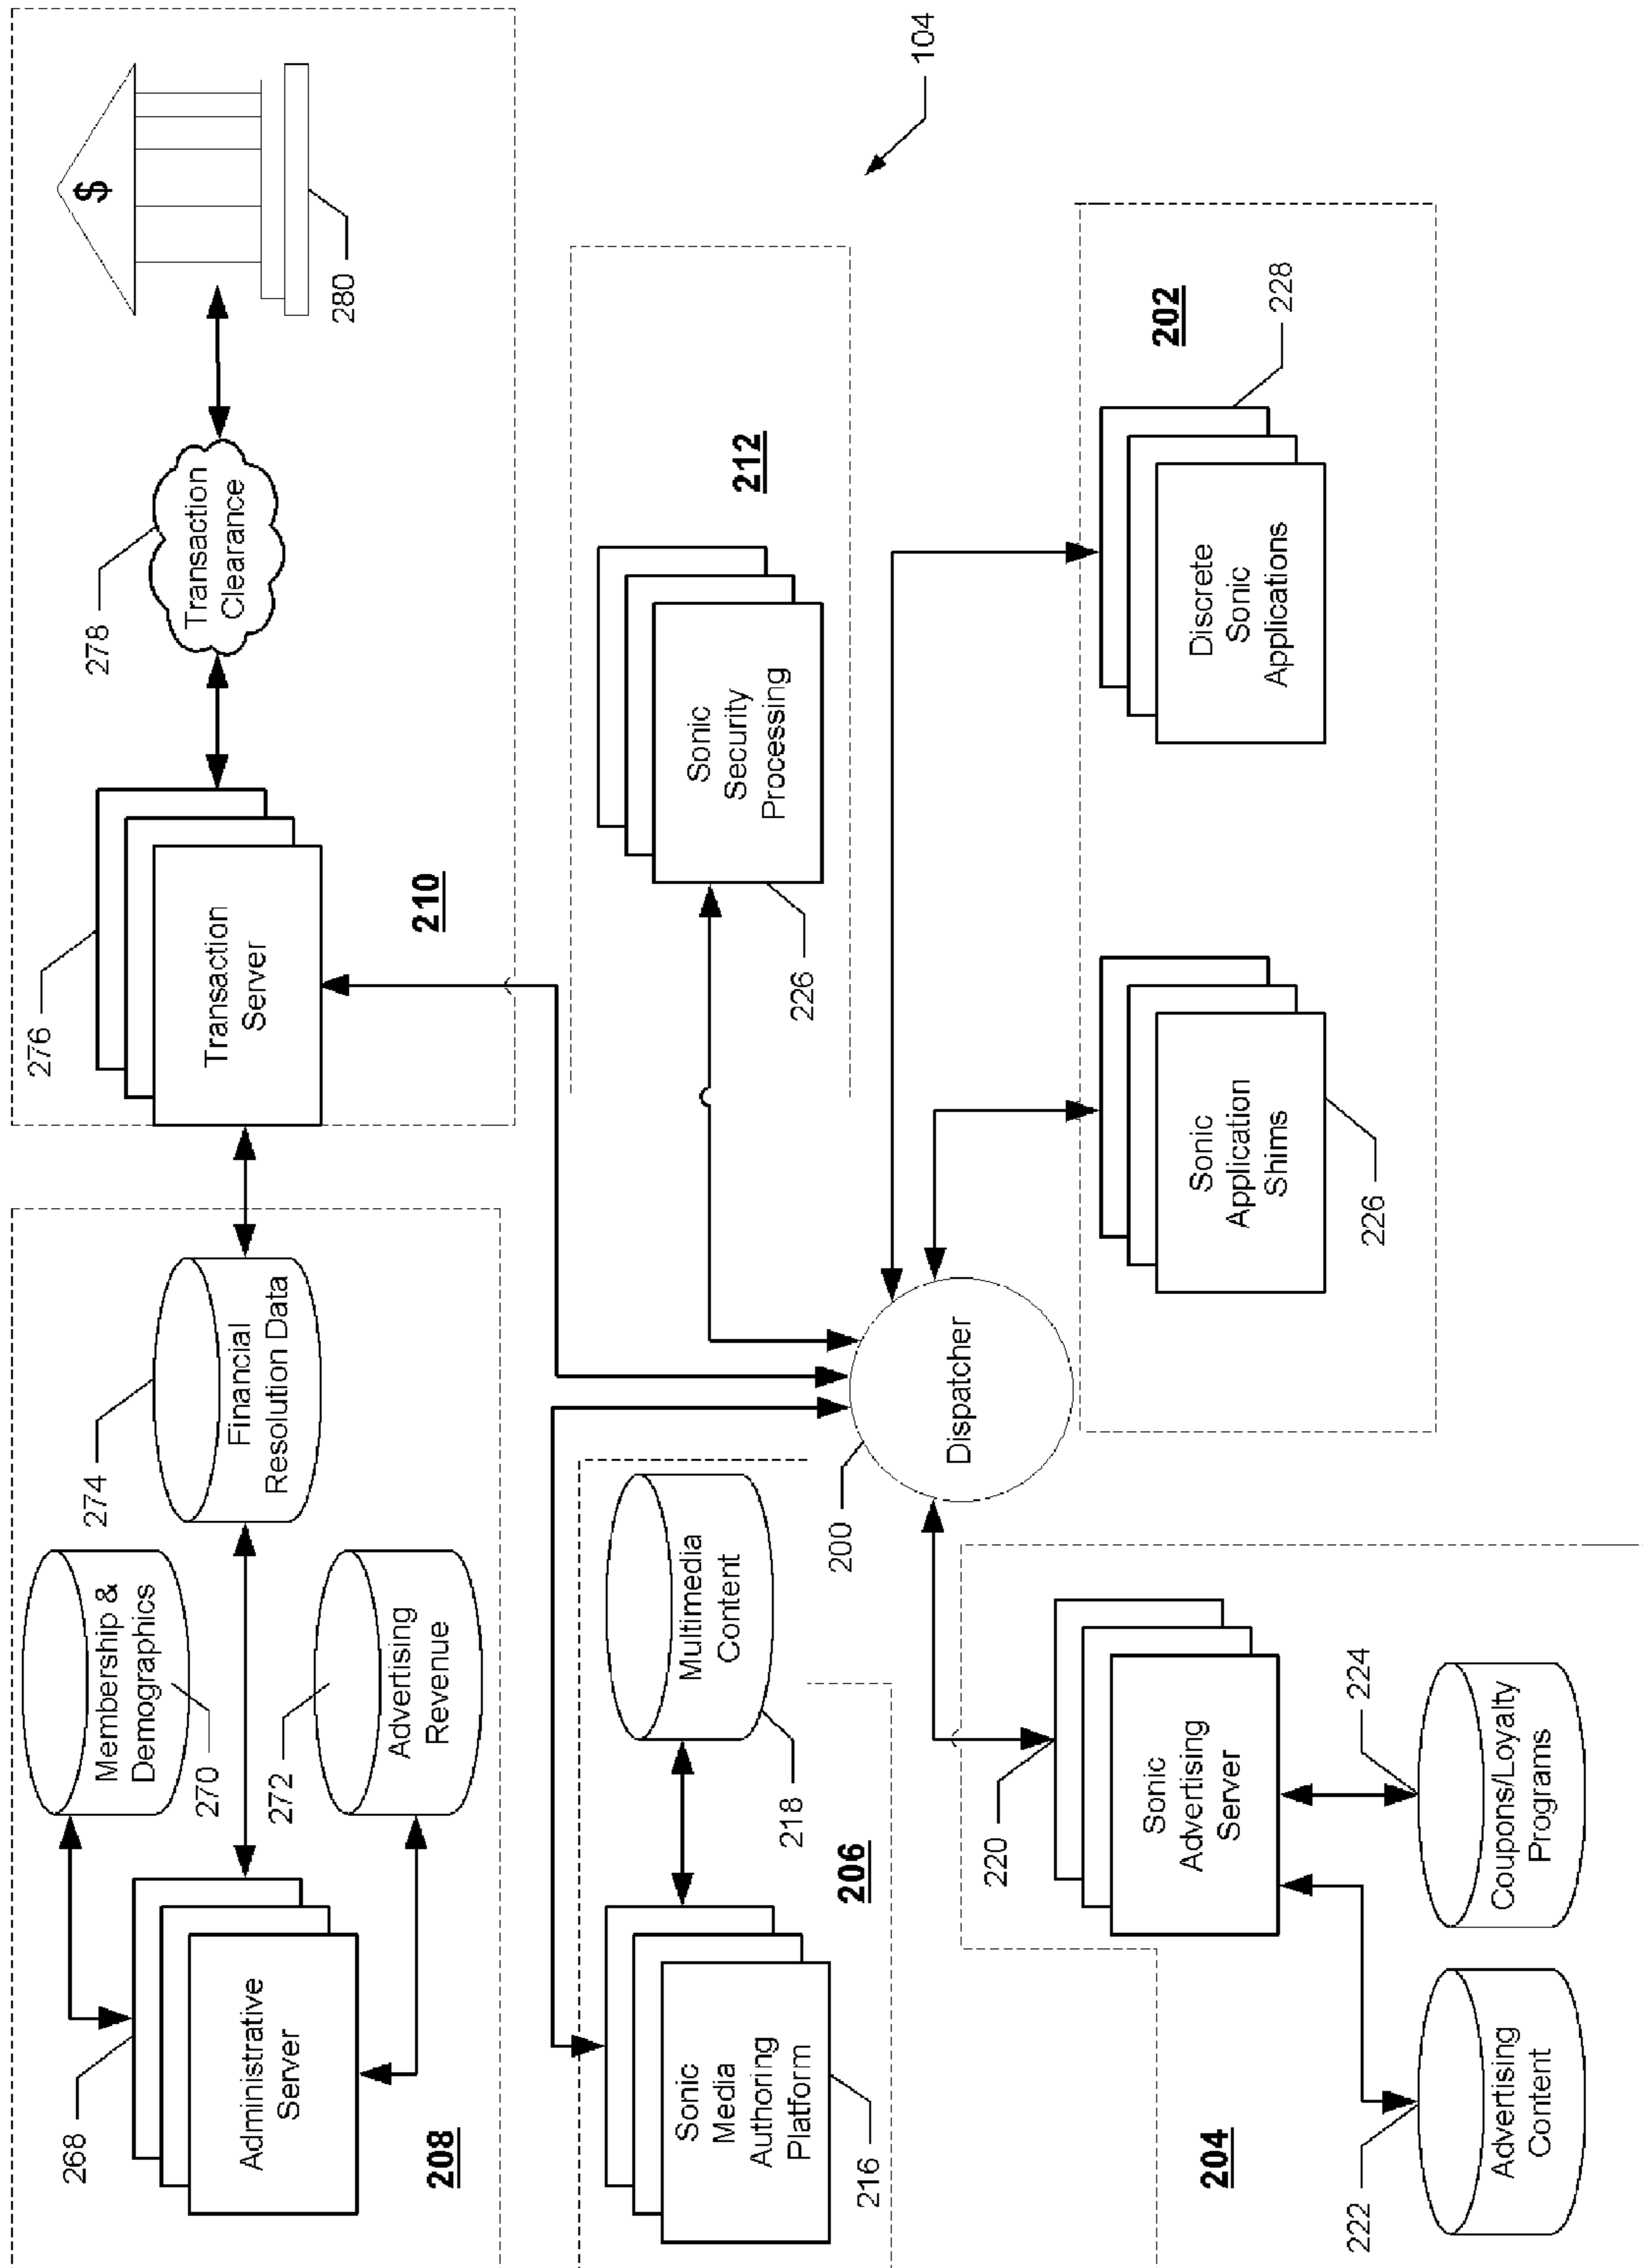 268
Administrative
Server
208
Membership &
Demographics
270
272
Advertising
Revenue
274
Financial
Resolution Data
276
Transaction
Server
210
278
Transaction
Clearance
$
280
Sonic
Media
Authoring
Platform
216
Multimedia
Content
218
206
Sonic
Security
Processing
226
212
104
200
Dispatcher
204
220
Sonic
Advertising
Server
222
Advertising
Content
224
Coupons/Loyalty
Programs
Sonic
Application
Shims
226
Discrete
Sonic
Applications
228
202